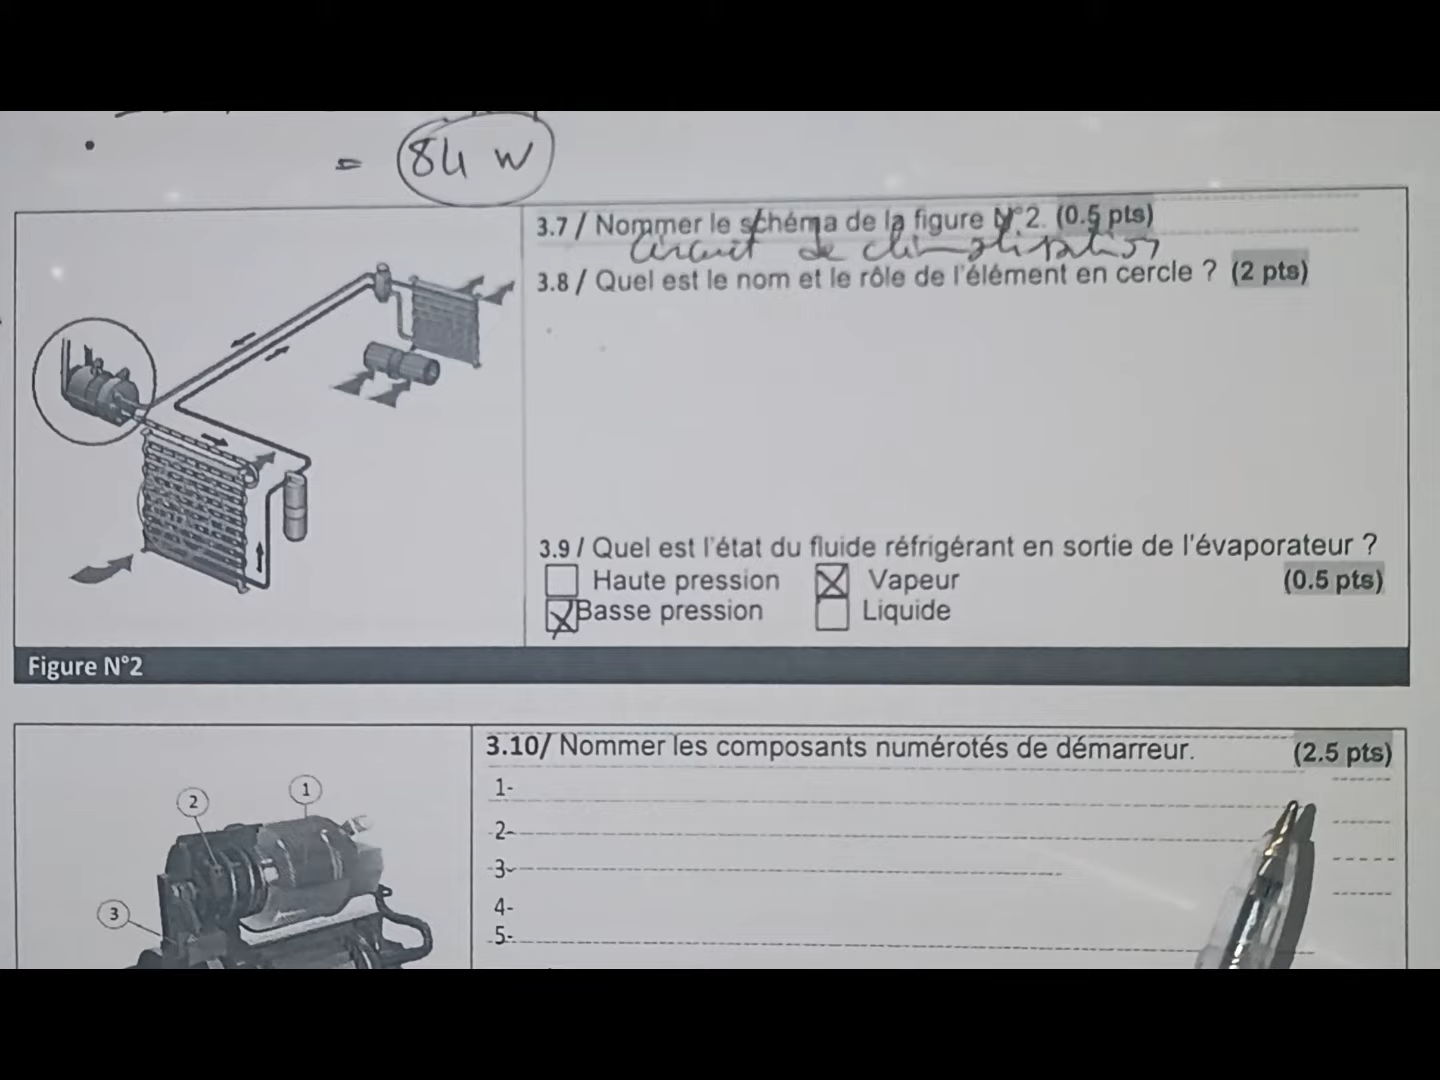 = 84 W
3.7 / Nommer le schéma de la figure N°2. (0.5 pts)
Circuit de climatisation
3.8 / Quel est le nom et le rôle de l'élément en cercle ? (2 pts)
3.9 / Quel est l'état du fluide réfrigérant en sortie de l'évaporateur ?
Haute pression Vapeur (0.5 pts)
Basse pression Liquide
Figure N°2
3.10/ Nommer les composants numérotés de démarreur. (2.5 pts)
1-
2-
3-
4-
5-
1
2
3